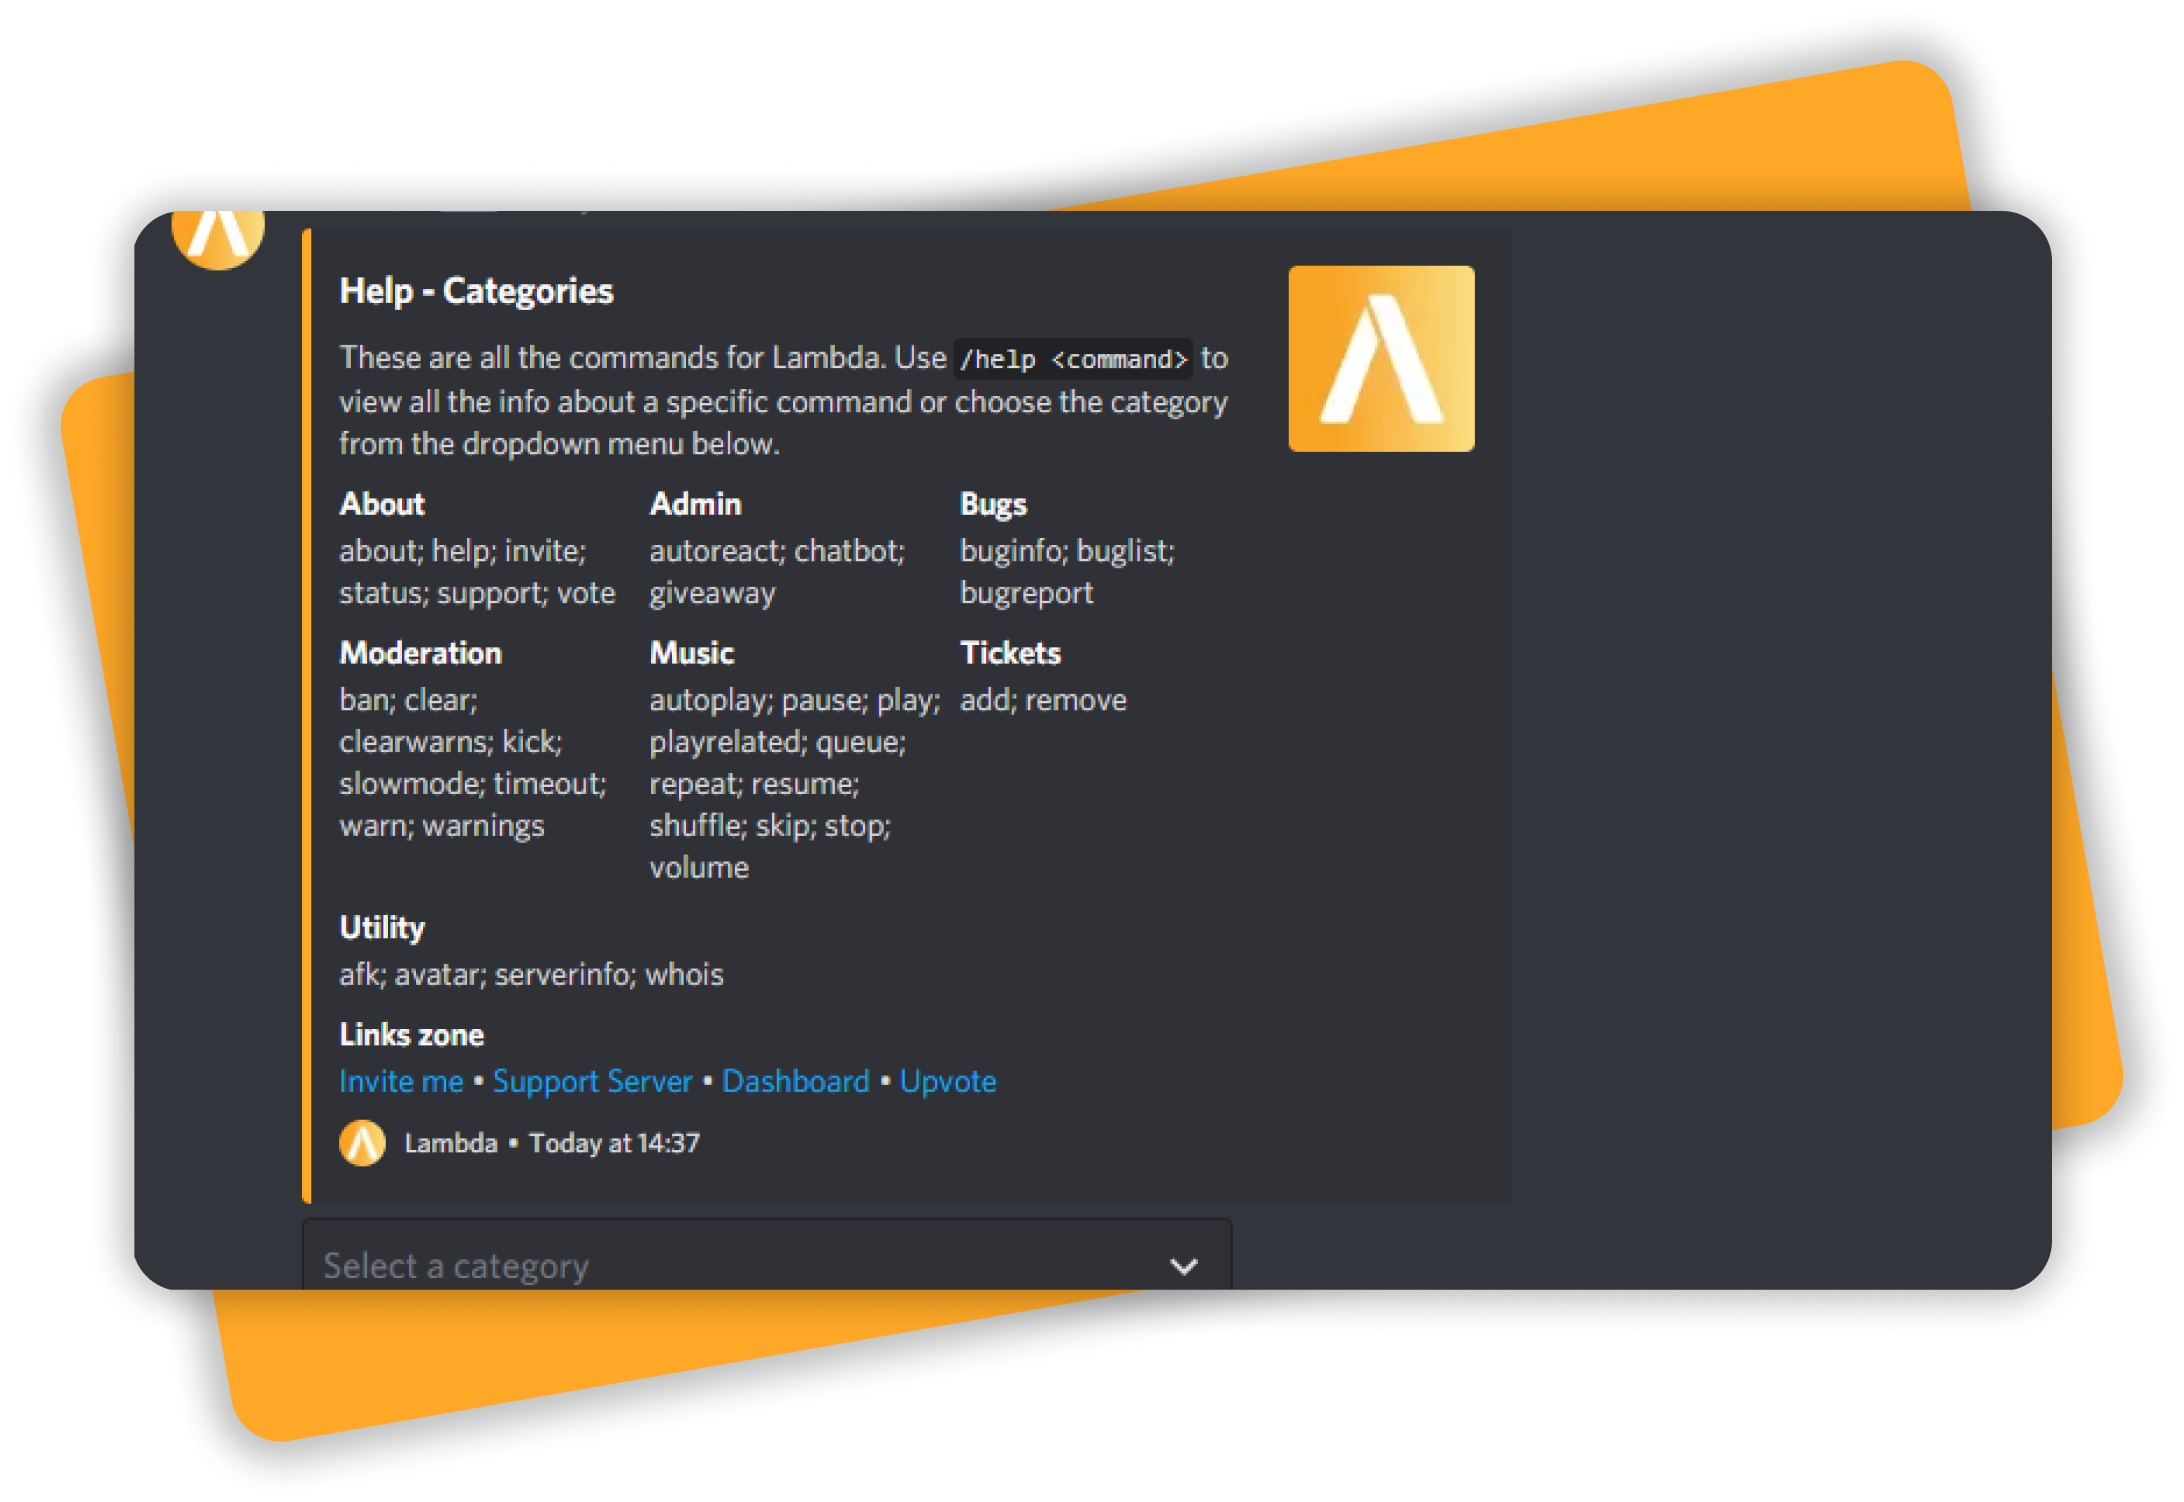 Help - Categories
These are all the commands for Lambda. Use /help <command> to
view all the info about a specific command or choose the category
from the dropdown menu below.
About
about; help; invite;
status; support; vote
Admin
autoreact; chatbot;
giveaway
Bugs
buginfo; buglist;
bugreport
Moderation
ban; clear;
clearwarns; kick;
slowmode; timeout;
warn; warnings
Music
autoplay; pause; play;
playrelated; queue;
repeat; resume;
shuffle; skip; stop;
volume
Tickets
add; remove
Utility
afk; avatar; serverinfo; whois
Links zone
Invite me • Support Server • Dashboard • Upvote
Lambda • Today at 14:37
Select a category